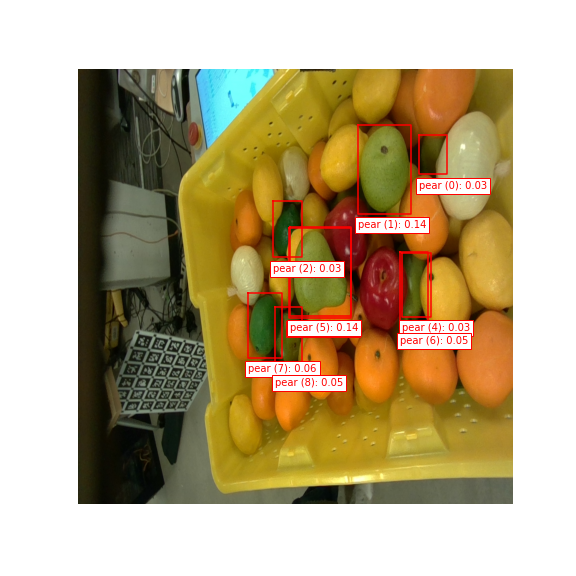 pear (0): 0.03
pear (1): 0.14
pear (2): 0.03
pear (5): 0.14
pear (4): 0.03
pear (6): 0.05
pear (7): 0.06
pear (8): 0.05